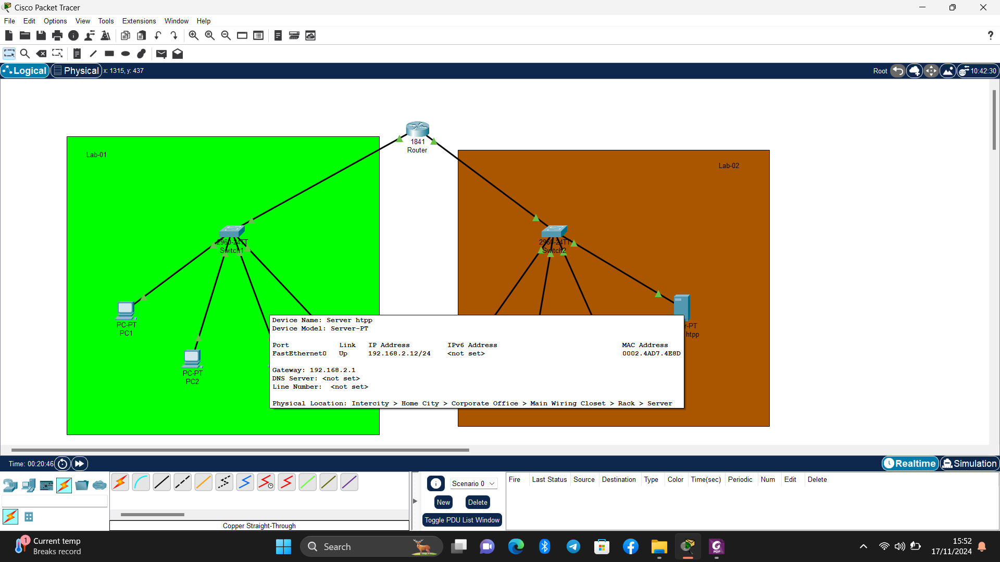 Cisco Packet Tracer
File Edit Options View Tools Extensions Window Help
?
Logical Physical x: 1315, y: 437 Root 10:42:30
1841
Router
Lab-01
Lab-02
2960-24TT
Switch1
2960-24TT
Switch2
PC-PT
PC1
PC-PT
PC2
r-PT
htpp
Device Name: Server htpp
Device Model: Server-PT
Port Link IP Address IPv6 Address MAC Address
FastEthernet0 Up 192.168.2.12/24 <not set> 0002.4AD7.4E8D
Gateway: 192.168.2.1
DNS Server: <not set>
Line Number: <not set>
Physical Location: Intercity > Home City > Corporate Office > Main Wiring Closet > Rack > Server
Time: 00:20:46 Realtime Simulation
Scenario 0
New Delete
Toggle PDU List Window
Fire Last Status Source Destination Type Color Time(sec) Periodic Num Edit Delete
Copper Straight-Through
1
Current temp
Breaks record
Search
PDF
15:52
17/11/2024